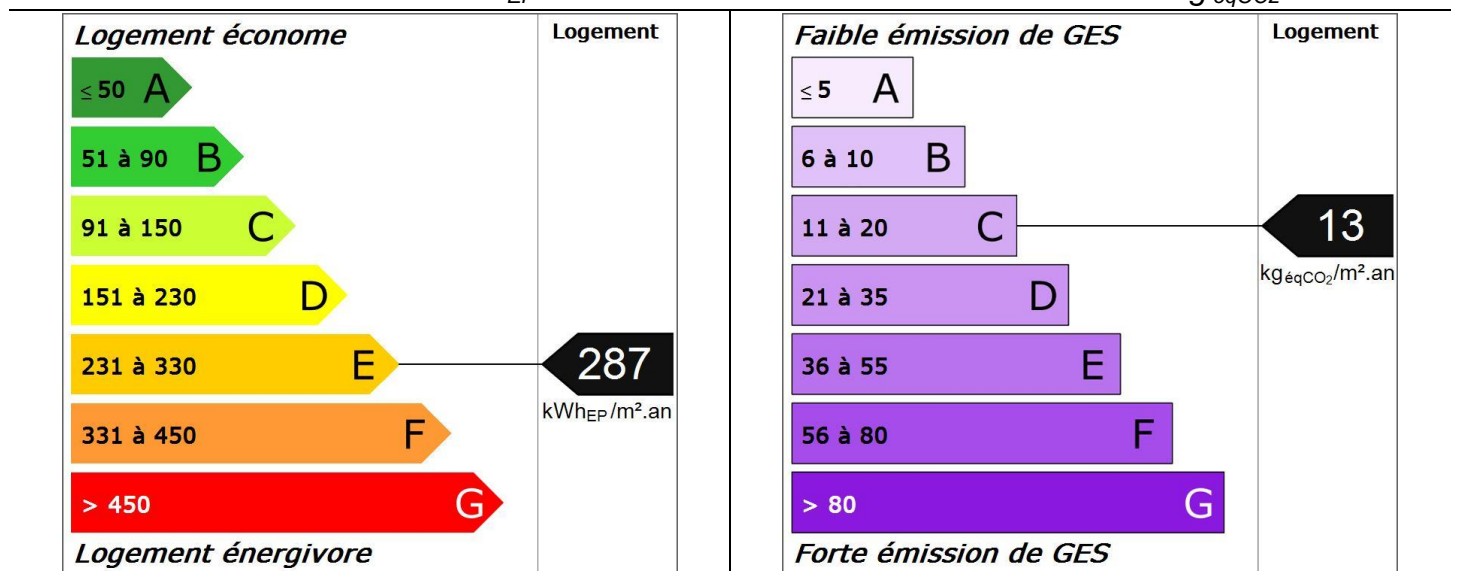 EP
éqCO2
Logement économe Logement
≤ 50 A
51 à 90 B
91 à 150 C
151 à 230 D
231 à 330 E 287
kWhEP/m².an
331 à 450 F
> 450 G
Logement énergivore
Faible émission de GES Logement
≤ 5 A
6 à 10 B
11 à 20 C 13
kgéqCO2/m².an
21 à 35 D
36 à 55 E
56 à 80 F
> 80 G
Forte émission de GES